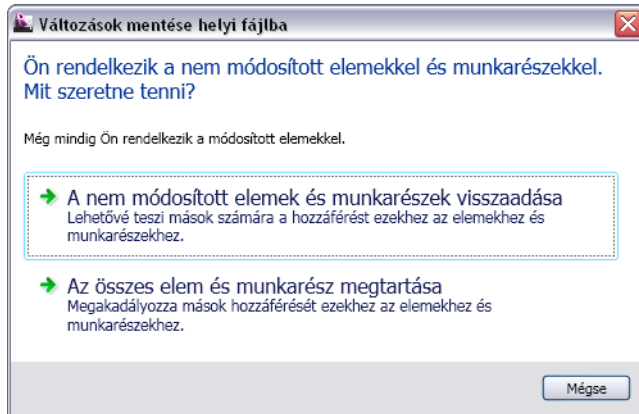 Változások mentése helyi fájlba
Ön rendelkezik a nem módosított elemekkel és munkarészekkel.
Mit szeretne tenni?
Még mindig Ön rendelkezik a módosított elemekkel.
A nem módosított elemek és munkarészek visszaadása
Lehetővé teszi mások számára a hozzáférést ezekhez az elemekhez és
munkarészekhez.
Az összes elem és munkarész megtartása
Megakadályozza mások hozzáférését ezekhez az elemekhez és
munkarészekhez.
Mégse